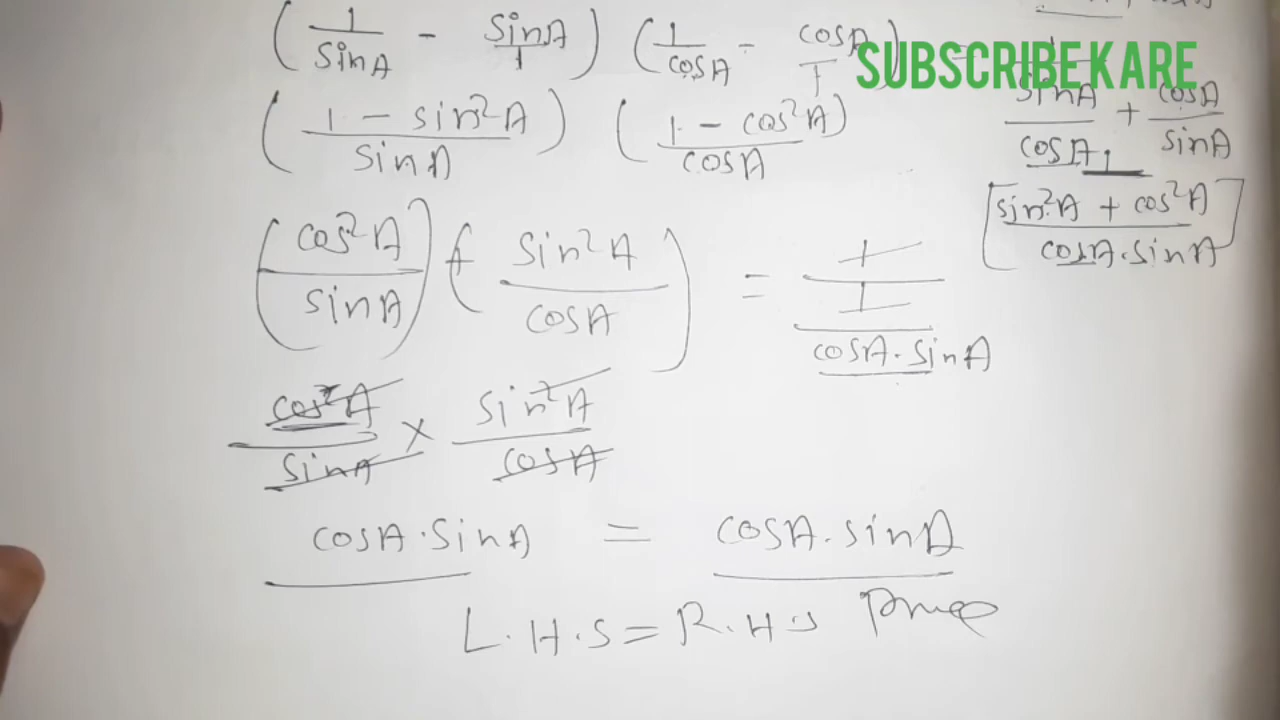 (1/sinA - sinA/1) (1/cosA - cosA/1) =
SUBSCRIBE KARE
sinA/cosA + cosA/sinA
(1 - sin²A/sinA) (1 - cos²A/cosA)
[sin²A + cos²A/cosA.sinA]
(cos²A/sinA) (sin²A/cosA) = 1/1/cosA.sinA
cos²A/sinA × sin²A/cosA
cosA.sinA = cosA.sinA
L.H.S = R.H.S